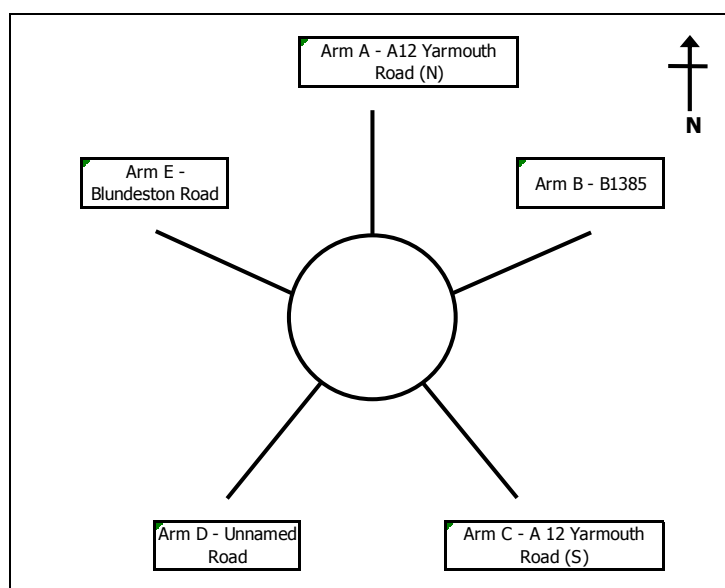 Arm A - A12 Yarmouth
Road (N)
N
Arm E -
Blundeston Road
Arm B - B1385
Arm D - Unnamed
Road
Arm C - A 12 Yarmouth
Road (S)